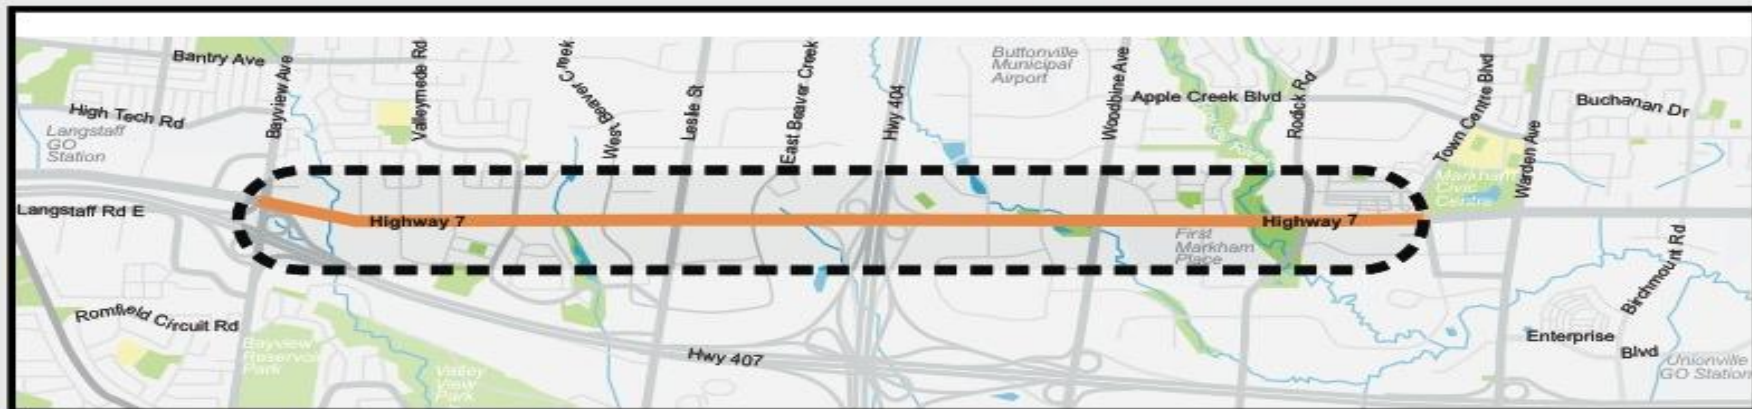 Bantry Ave
Bayview Ave
Valleymede Rd
West Beaver Creek
Leslie St
East Beaver Creek
Hwy 404
Buttonville
Municipal
Airport
Woodbine Ave
Apple Creek Blvd
Rodick Rd
Town Centre Blvd
Warden Ave
Buchanan Dr
High Tech Rd
Langstaff
GO
Station
Markham
Civic
Centre
Langstaff Rd E
Highway 7
Highway 7
First
Markham
Place
Birchmount Rd
Romfield Circuit Rd
Bayview
Reservoir
Park
Hwy 407
Valley
View
Park
Enterprise
Blvd
Unionville
GO Station